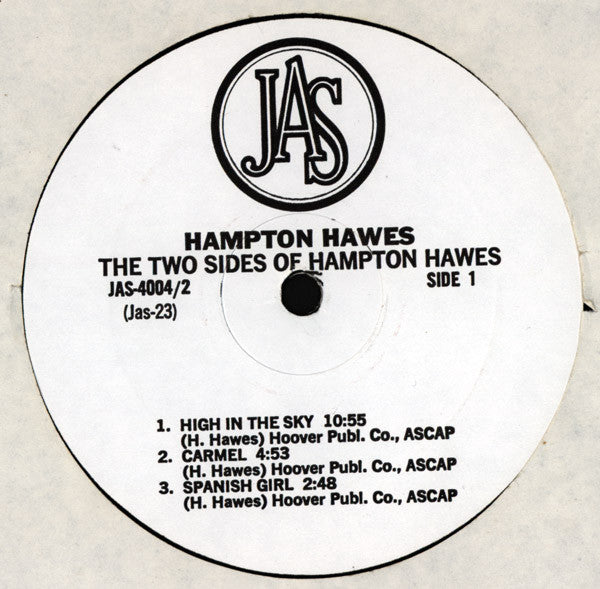 JAS
HAMPTON HAWES
THE TWO SIDES OF HAMPTON HAWES
JAS-4004/2 SIDE 1
(Jas-23)
1. HIGH IN THE SKY 10:55
(H. Hawes) Hoover Publ. Co., ASCAP
2. CARMEL 4:53
(H. Hawes) Hoover Publ. Co., ASCAP
3. SPANISH GIRL 2:48
(H. Hawes) Hoover Publ. Co., ASCAP